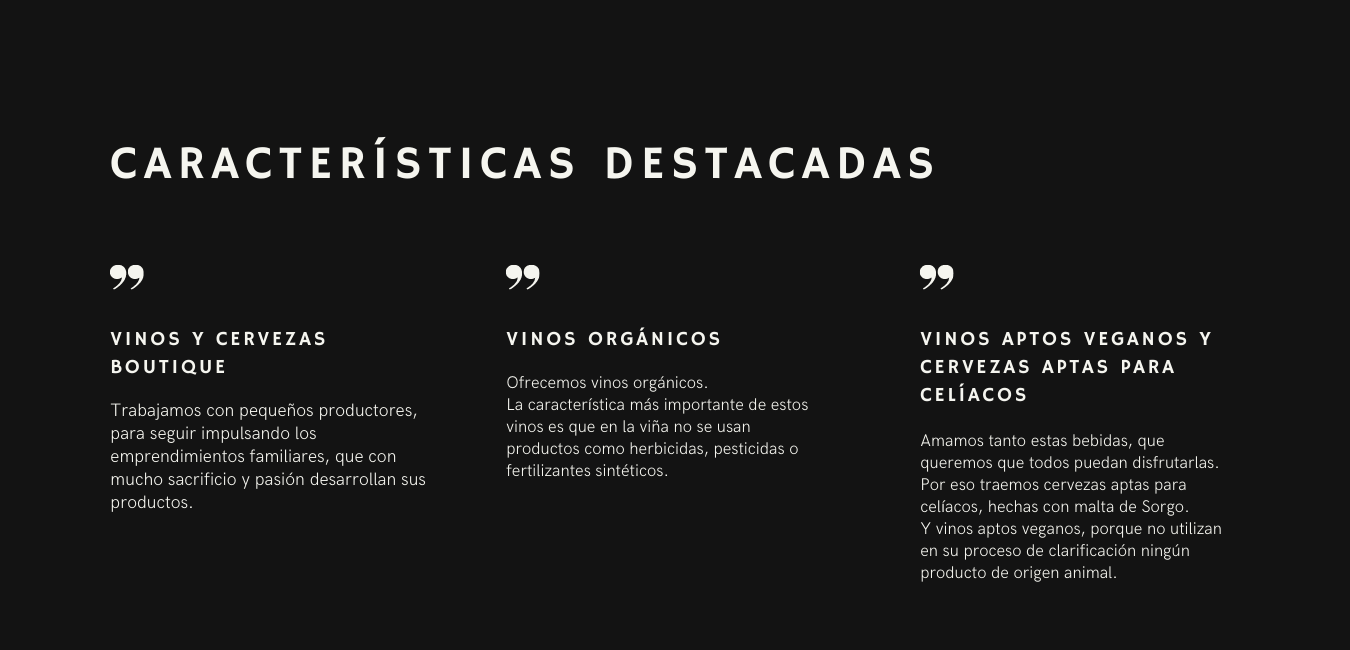 CARACTERÍSTICAS DESTACADAS
”
VINOS Y CERVEZAS
BOUTIQUE
Trabajamos con pequeños productores,
para seguir impulsando los
emprendimientos familiares, que con
mucho sacrificio y pasión desarrollan sus
productos.
”
VINOS ORGÁNICOS
Ofrecemos vinos orgánicos.
La característica más importante de estos
vinos es que en la viña no se usan
productos como herbicidas, pesticidas o
fertilizantes sintéticos.
”
VINOS APTOS VEGANOS Y
CERVEZAS APTAS PARA
CELÍACOS
Amamos tanto estas bebidas, que
queremos que todos puedan disfrutarlas.
Por eso traemos cervezas aptas para
celíacos, hechas con malta de Sorgo.
Y vinos aptos veganos, porque no utilizan
en su proceso de clarificación ningún
producto de origen animal.